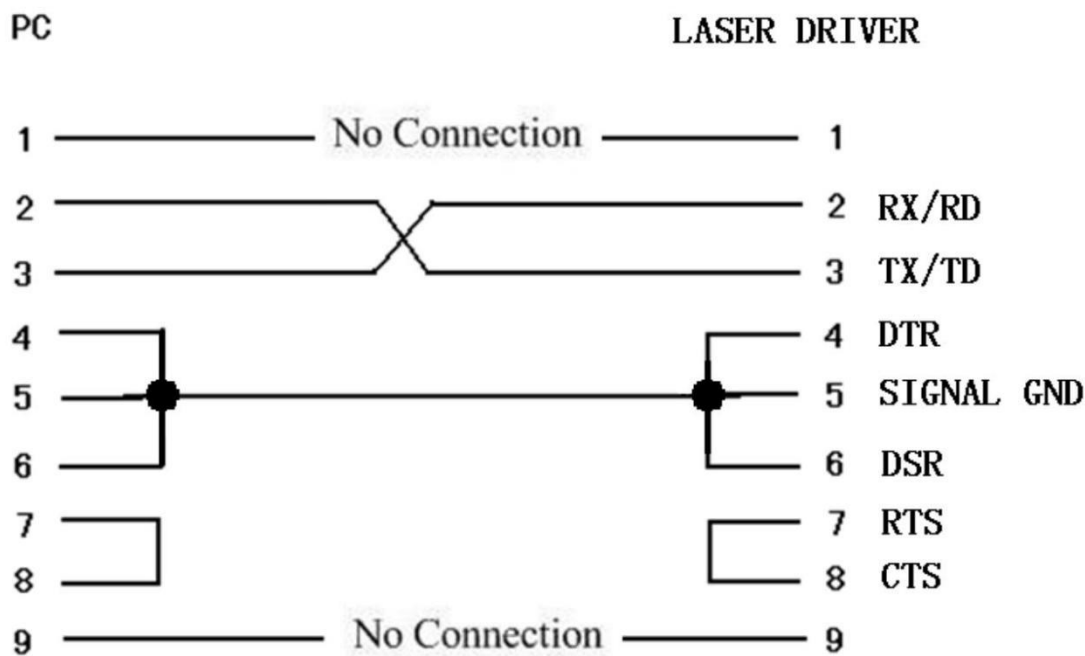 PC LASER DRIVER
1 No Connection 1
2 2 RX/RD
3 3 TX/TD
4 4 DTR
5 5 SIGNAL GND
6 6 DSR
7 7 RTS
8 8 CTS
9 No Connection 9